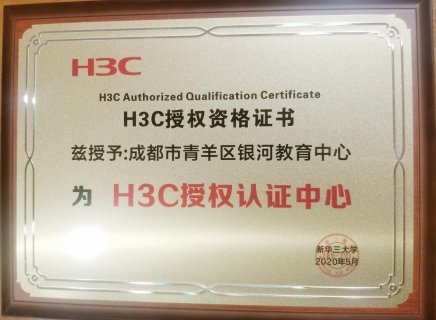 H3C
H3C Authorized Qualification Certificate
H3C授权资格证书
兹授予:成都市青羊区银河教育中心
为 H3C授权认证中心
新华三大学
2020年5月